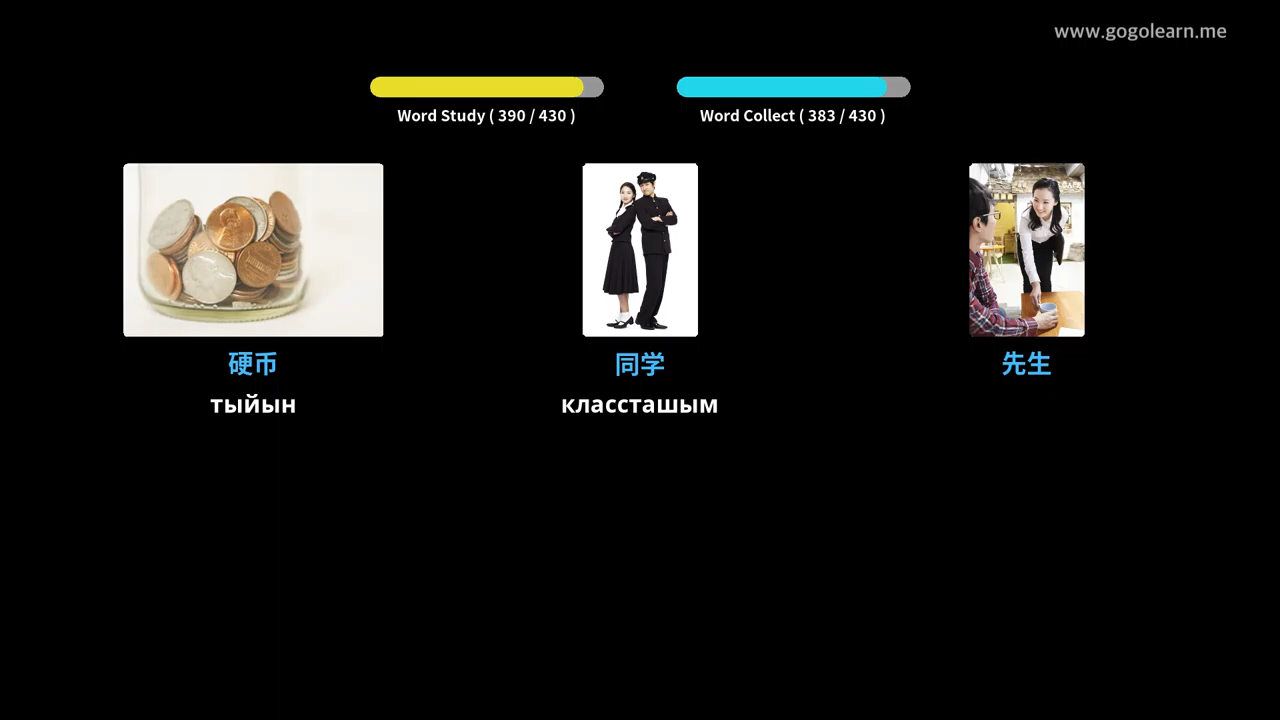 www.gogolearn.me
Word Study ( 390 / 430 )
Word Collect ( 383 / 430 )
硬币
同学
先生
тыйын
классташым